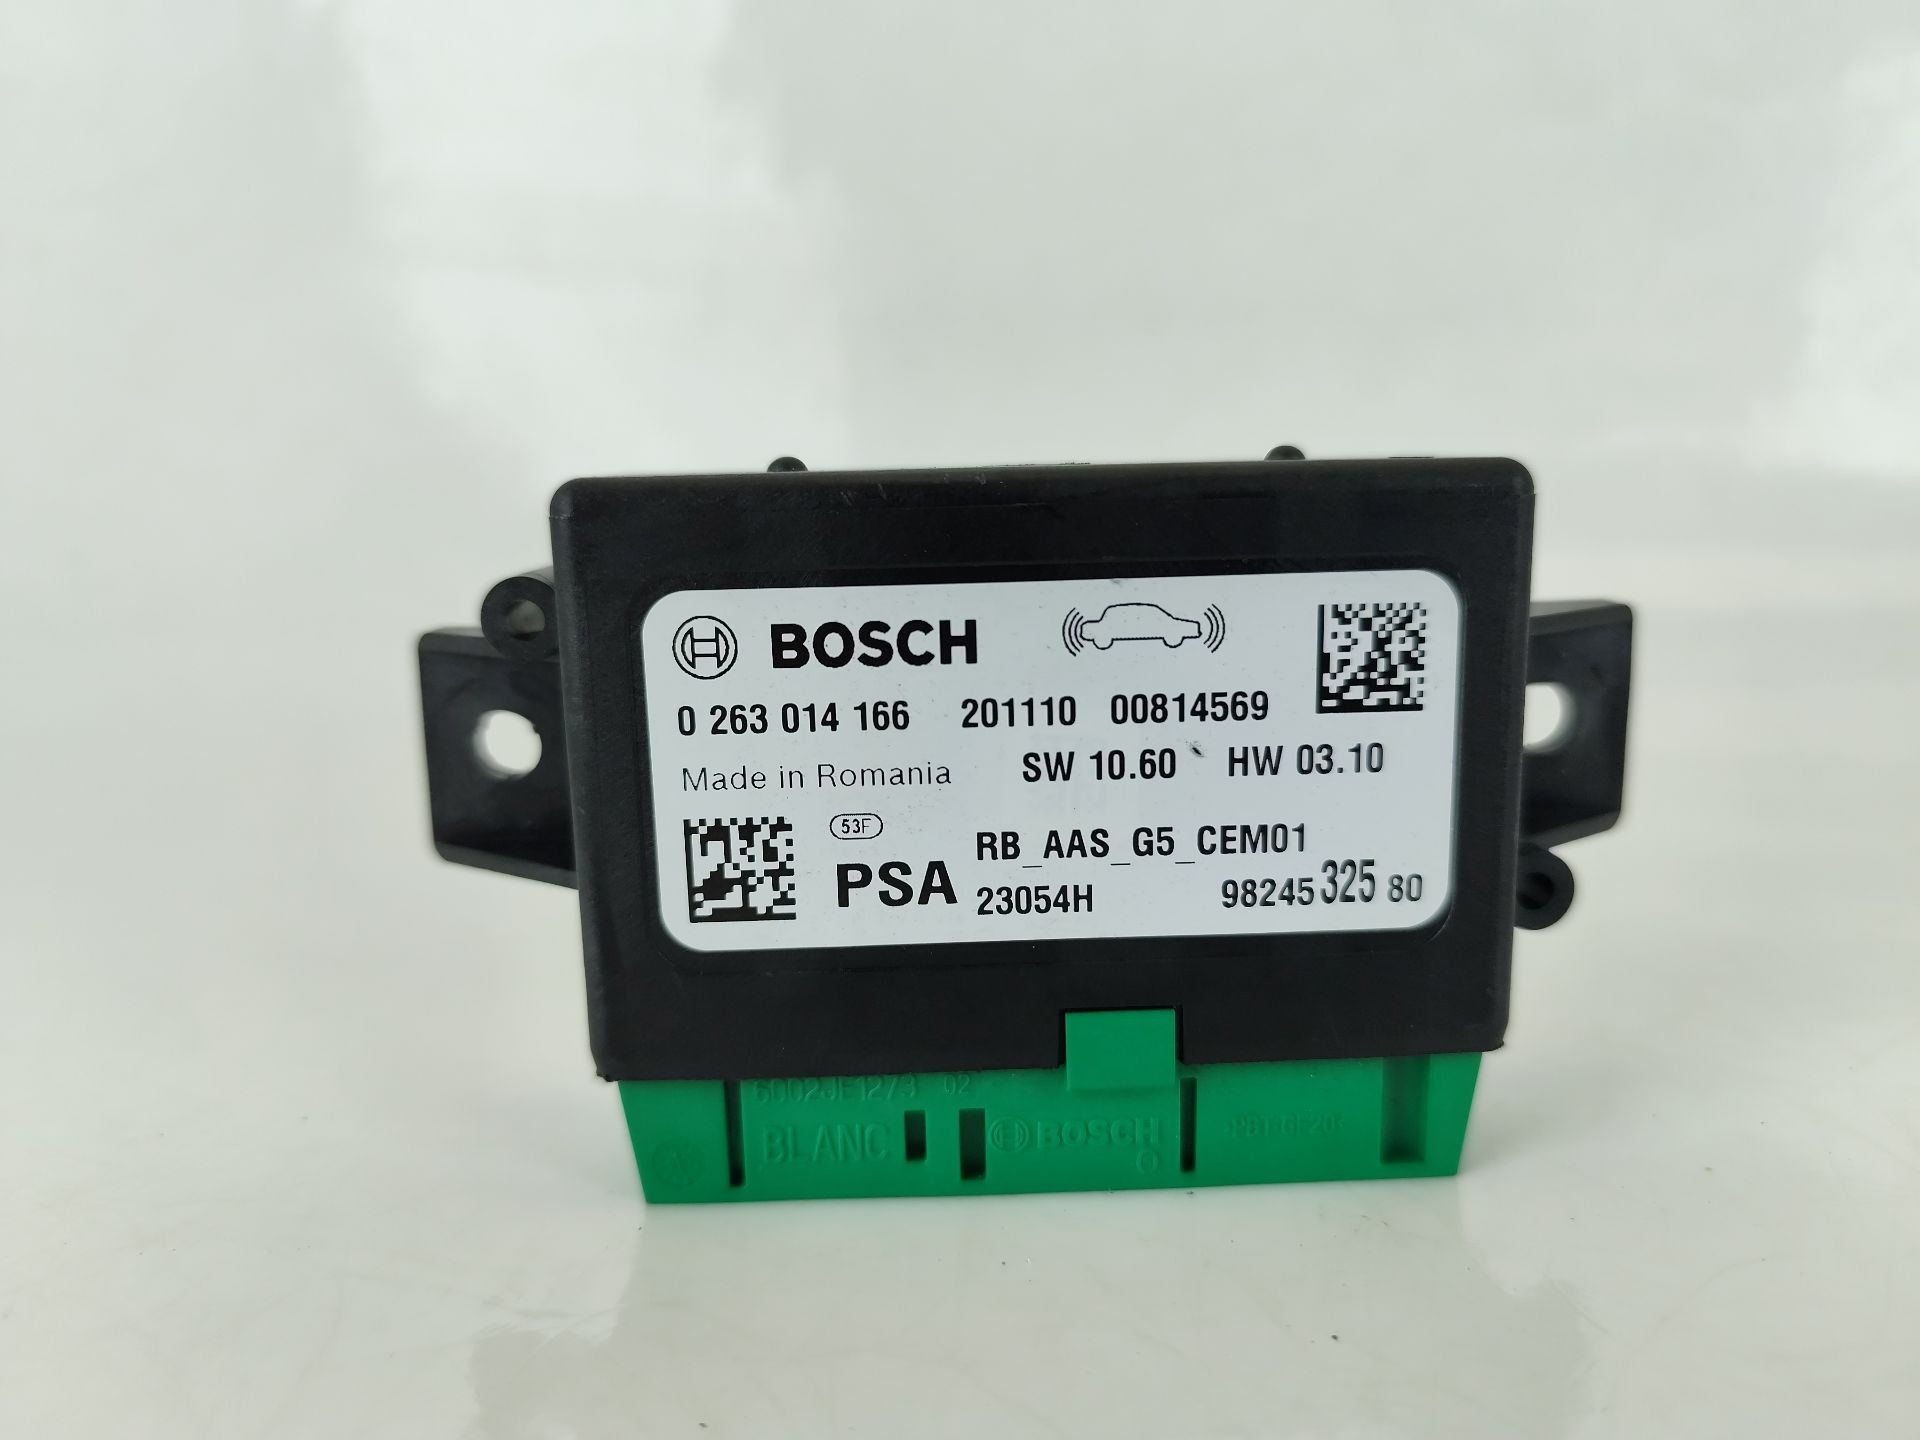 BOSCH
0 263 014 166 201110 00814569
Made in Romania SW 10.60 HW 03.10
53F
RB_AAS_G5_CEM01
PSA 23054H 98245 325 80
02
BLANC BOSCH